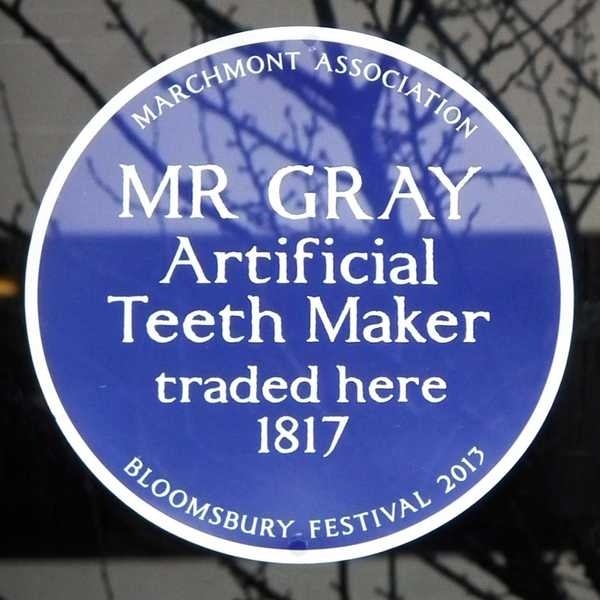 MARCHMONT ASSOCIATION
MR GRAY
Artificial
Teeth Maker
traded here
1817
BLOOMSBURY FESTIVAL 2013